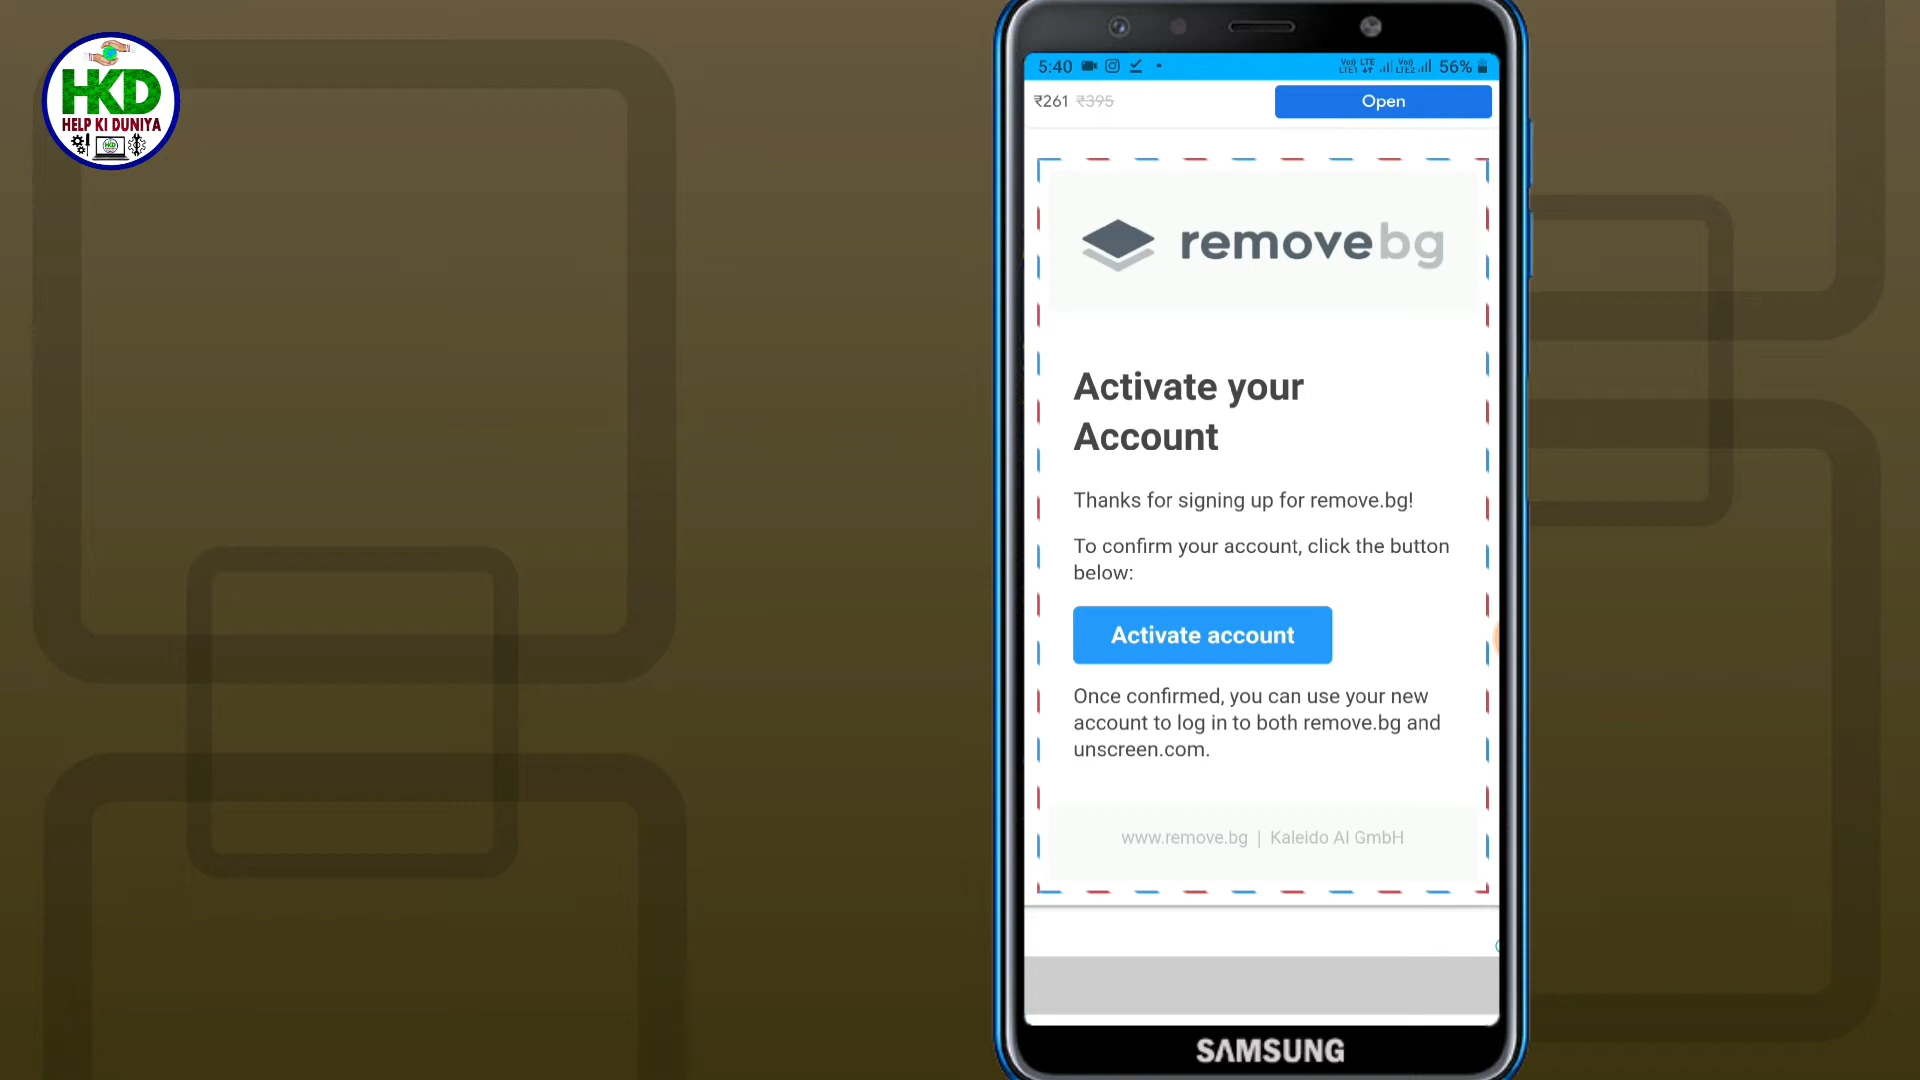 HKD
HELP KI DUNIYA
HKD
5:40
56%
₹261 ₹395
Open
removebg
Activate your
Account
Thanks for signing up for remove.bg!
To confirm your account, click the button
below:
Activate account
Once confirmed, you can use your new
account to log in to both remove.bg and
unscreen.com.
www.remove.bg | Kaleido AI GmbH
SAMSUNG